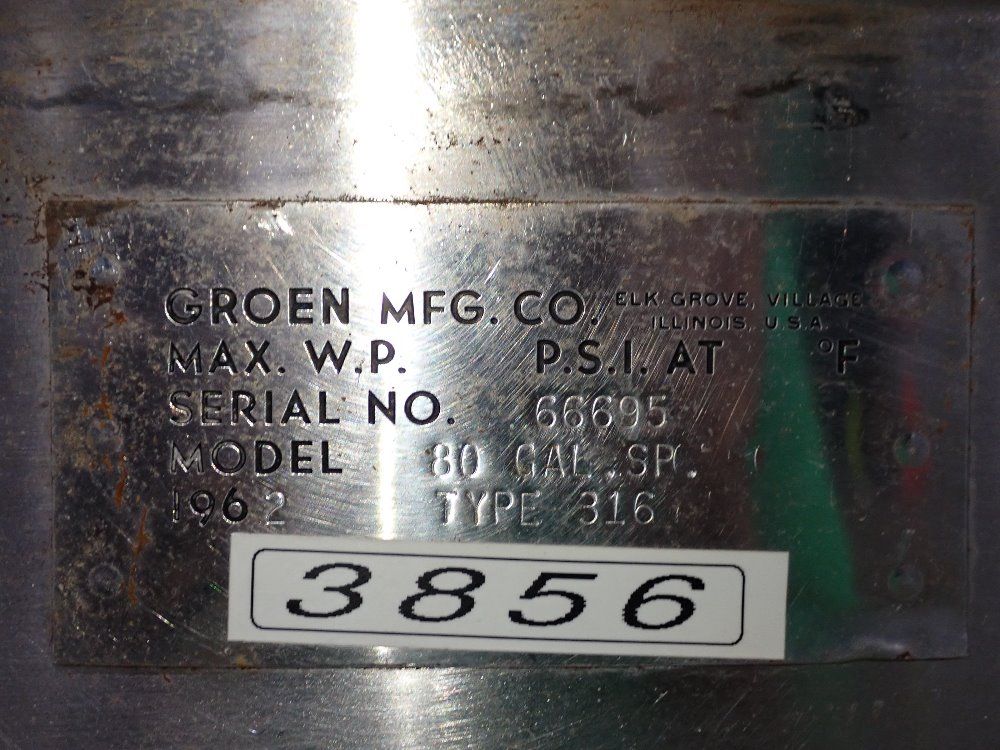 GROEN MFG. CO. ELK GROVE, VILLAGE
ILLINOIS, U.S.A.
MAX. W.P. P.S.I. AT °F
SERIAL NO. 66695
MODEL 80 GAL.SP.
1962 TYPE 316
3856